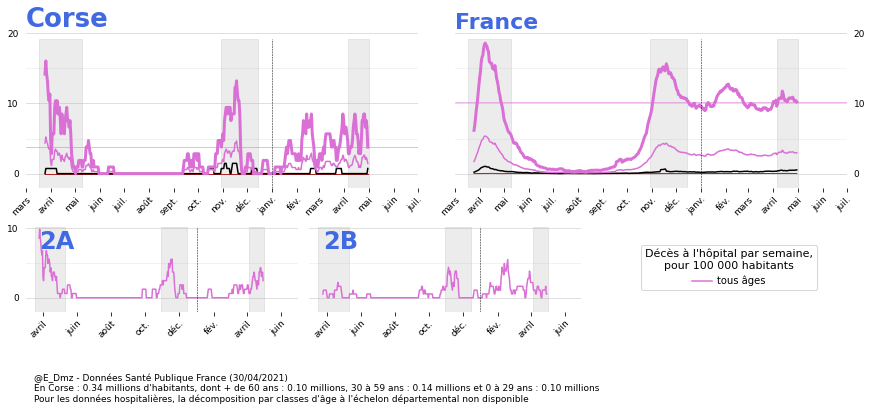 Corse
France
20
10
0
mars
avril
mai
juin
juil.
août
sept.
oct.
nov.
déc.
janv.
fév.
mars
avril
mai
juin
juil.
20
10
0
mars
avril
mai
juin
juil.
août
sept.
oct.
nov.
déc.
janv.
fév.
mars
avril
mai
juin
juil.
2A
2B
10
0
avril
juin
août
oct.
déc.
fév.
avril
juin
avril
juin
août
oct.
déc.
fév.
avril
juin
Décès à l'hôpital par semaine,
pour 100 000 habitants
tous âges
@E_Dmz - Données Santé Publique France (30/04/2021)
En Corse : 0.34 millions d'habitants, dont + de 60 ans : 0.10 millions, 30 à 59 ans : 0.14 millions et 0 à 29 ans : 0.10 millions
Pour les données hospitalières, la décomposition par classes d'âge à l'échelon départemental non disponible